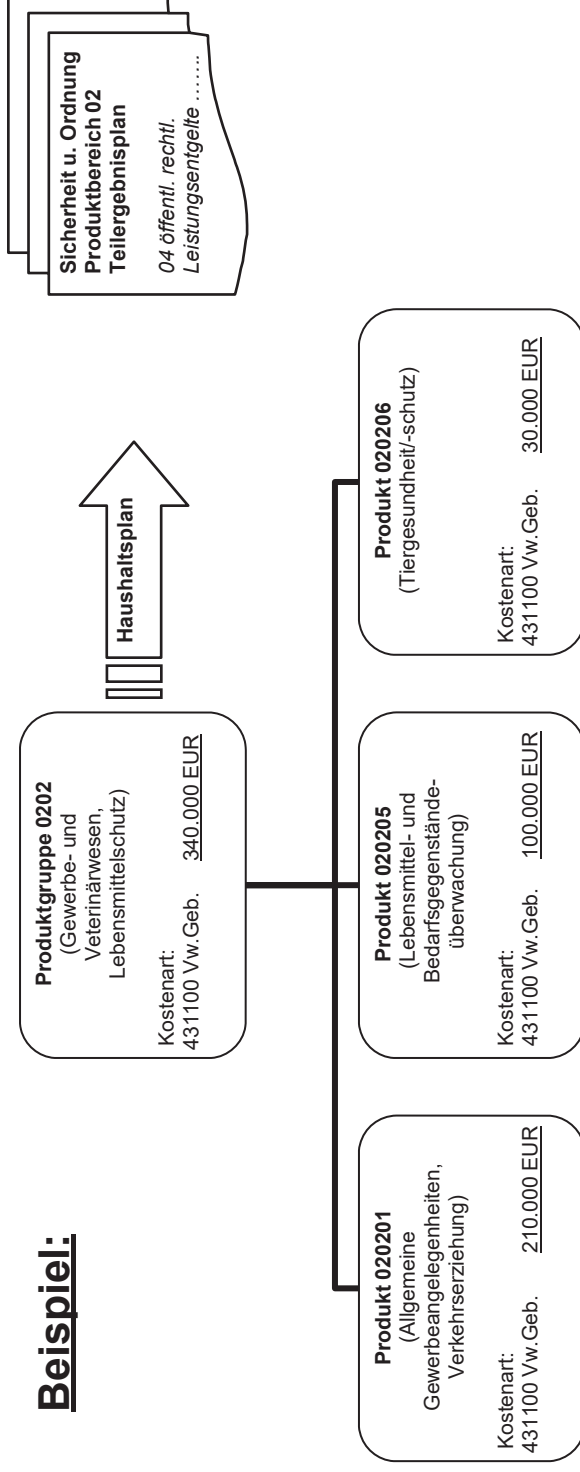 Beispiel:
Produktgruppe 0202
(Gewerbe- und
Veterinärwesen,
Lebensmittelschutz)
Kostenart:
431100 Vw.Geb. 340.000 EUR
Haushaltsplan
Sicherheit u. Ordnung
Produktbereich 02
Teilergebnisplan
04 öffentl. rechtl.
Leistungsentgelte ……..
Produkt 020201
(Allgemeine
Gewerbeangelegenheiten,
Verkehrserziehung)
Kostenart:
431100 Vw.Geb. 210.000 EUR
Produkt 020205
(Lebensmittel- und
Bedarfsgegenstände-
überwachung)
Kostenart:
431100 Vw.Geb. 100.000 EUR
Produkt 020206
(Tiergesundheit/-schutz)
Kostenart:
431100 Vw.Geb. 30.000 EUR